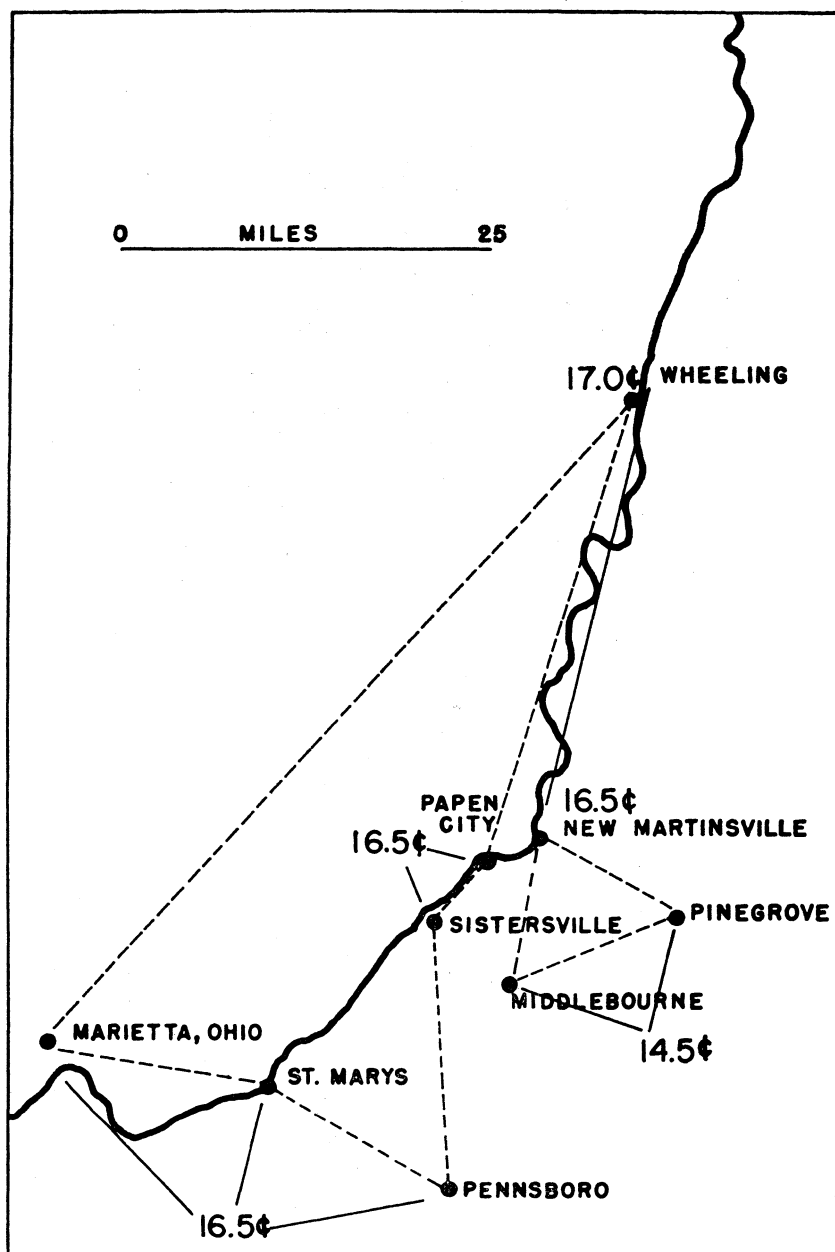 0 MILES 25
17.0¢ WHEELING
PAPEN
CITY
16.5¢
16.5¢
NEW MARTINSVILLE
SISTERSVILLE
PINEGROVE
MIDDLEBOURNE
14.5¢
MARIETTA, OHIO
ST. MARYS
PENNSBORO
16.5¢